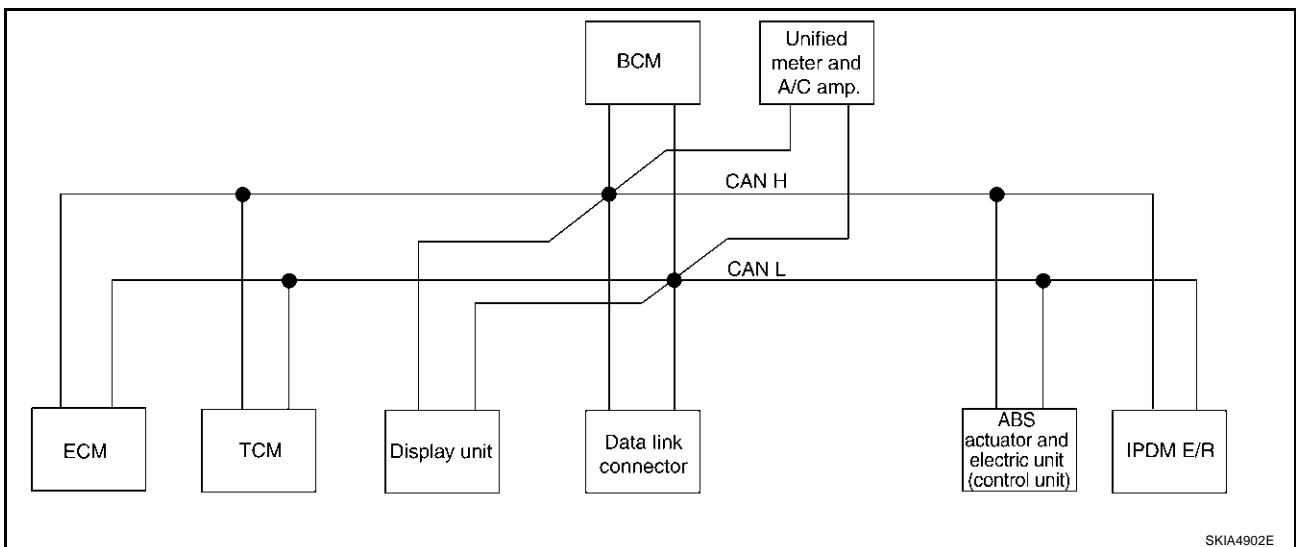 BCM
Unified
meter and
A/C amp.
CAN H
CAN L
ECM
TCM
Display unit
Data link
connector
ABS
actuator and
electric unit
(control unit)
IPDM E/R
SKIA4902E